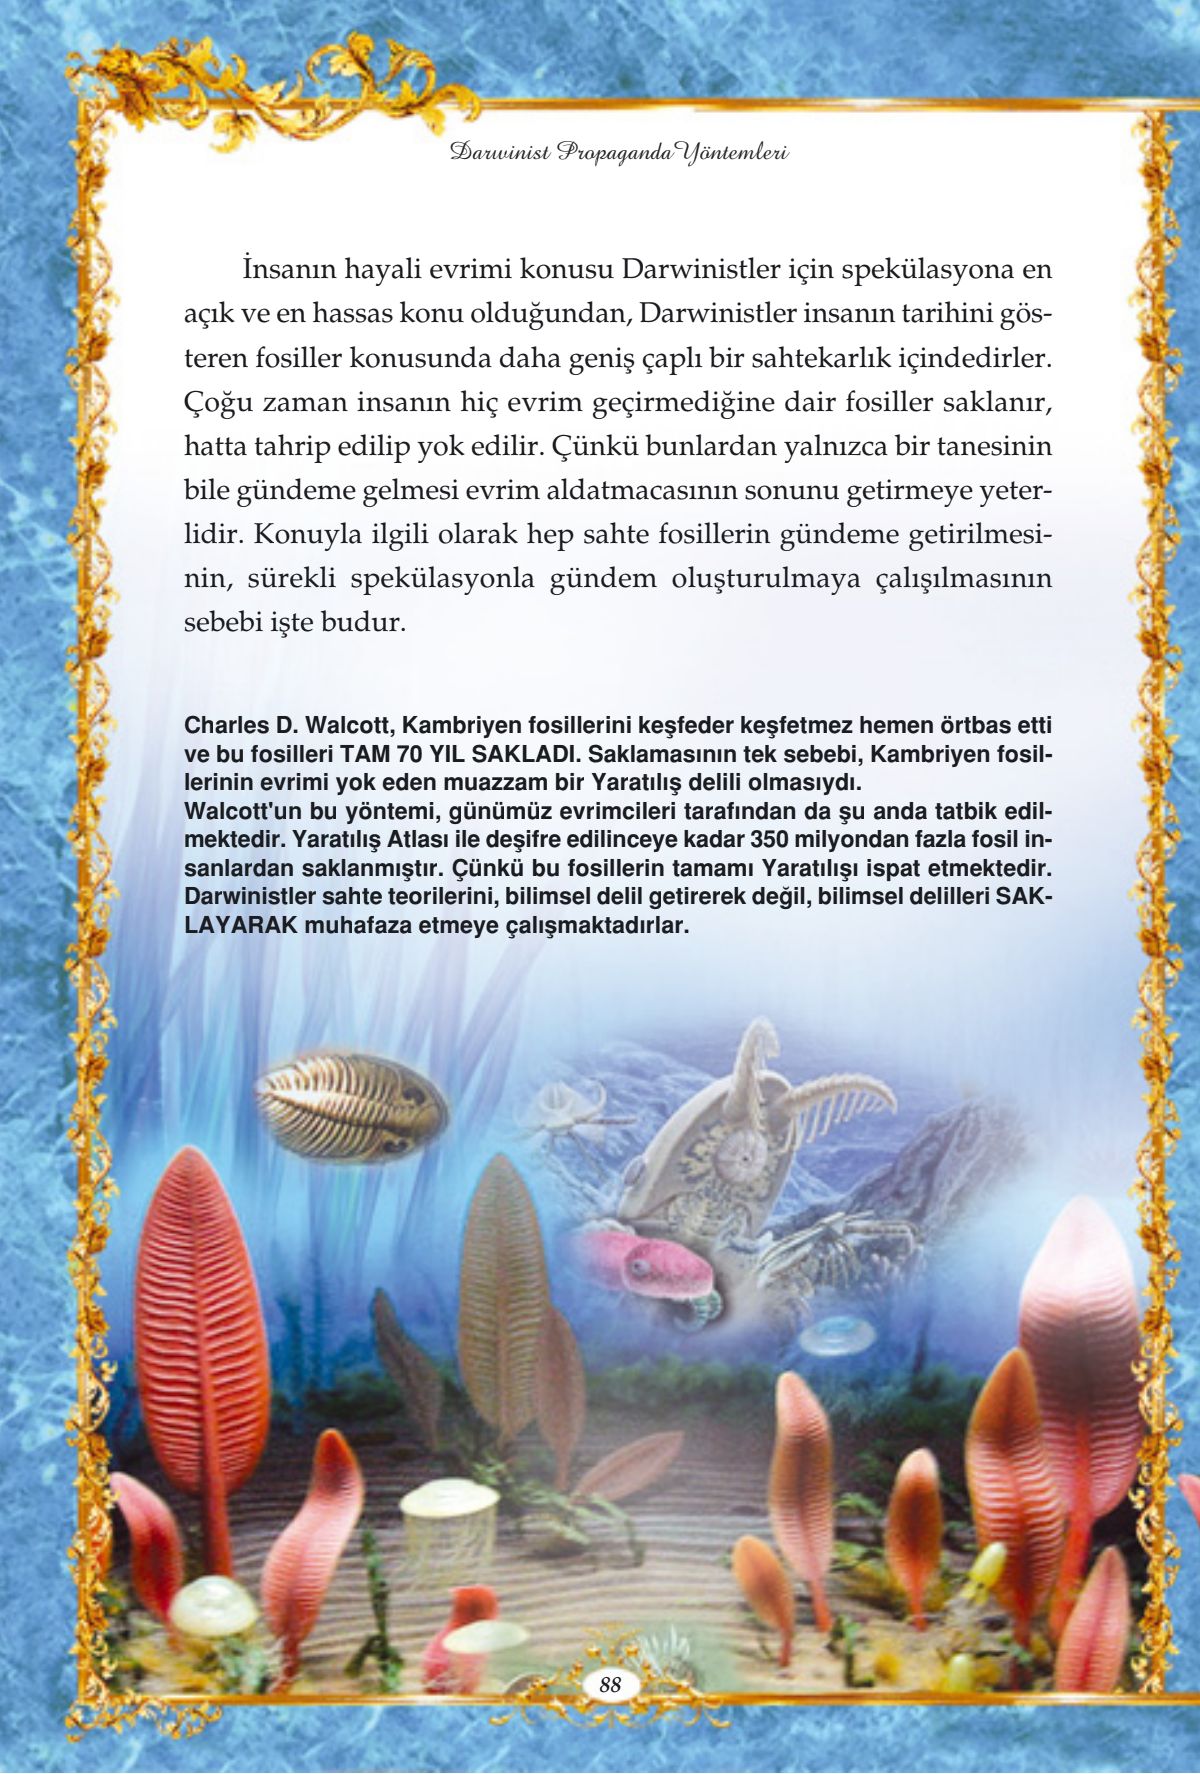 Darwinist Propaganda Yöntemleri
İnsanın hayali evrimi konusu Darwinistler için spekülasyona en
açık ve en hassas konu olduğundan, Darwinistler insanın tarihini gös-
teren fosiller konusunda daha geniş çaplı bir sahtekarlık içindedirler.
Çoğu zaman insanın hiç evrim geçirmediğine dair fosiller saklanır,
hatta tahrip edilip yok edilir. Çünkü bunlardan yalnızca bir tanesinin
bile gündeme gelmesi evrim aldatmacasının sonunu getirmeye yeter-
lidir. Konuyla ilgili olarak hep sahte fosillerin gündeme getirilmesi-
nin, sürekli spekülasyonla gündem oluşturulmaya çalışılmasının
sebebi işte budur.
Charles D. Walcott, Kambriyen fosillerini keşfeder keşfetmez hemen örtbas etti
ve bu fosilleri TAM 70 YIL SAKLADI. Saklamasının tek sebebi, Kambriyen fosil-
lerinin evrimi yok eden muazzam bir Yaratılış delili olmasıydı.
Walcott'un bu yöntemi, günümüz evrimcileri tarafından da şu anda tatbik edil-
mektedir. Yaratılış Atlası ile deşifre edilinceye kadar 350 milyondan fazla fosil in-
sanlardan saklanmıştır. Çünkü bu fosillerin tamamı Yaratılışı ispat etmektedir.
Darwinistler sahte teorilerini, bilimsel delil getirerek değil, bilimsel delilleri SAK-
LAYARAK muhafaza etmeye çalışmaktadırlar.
88